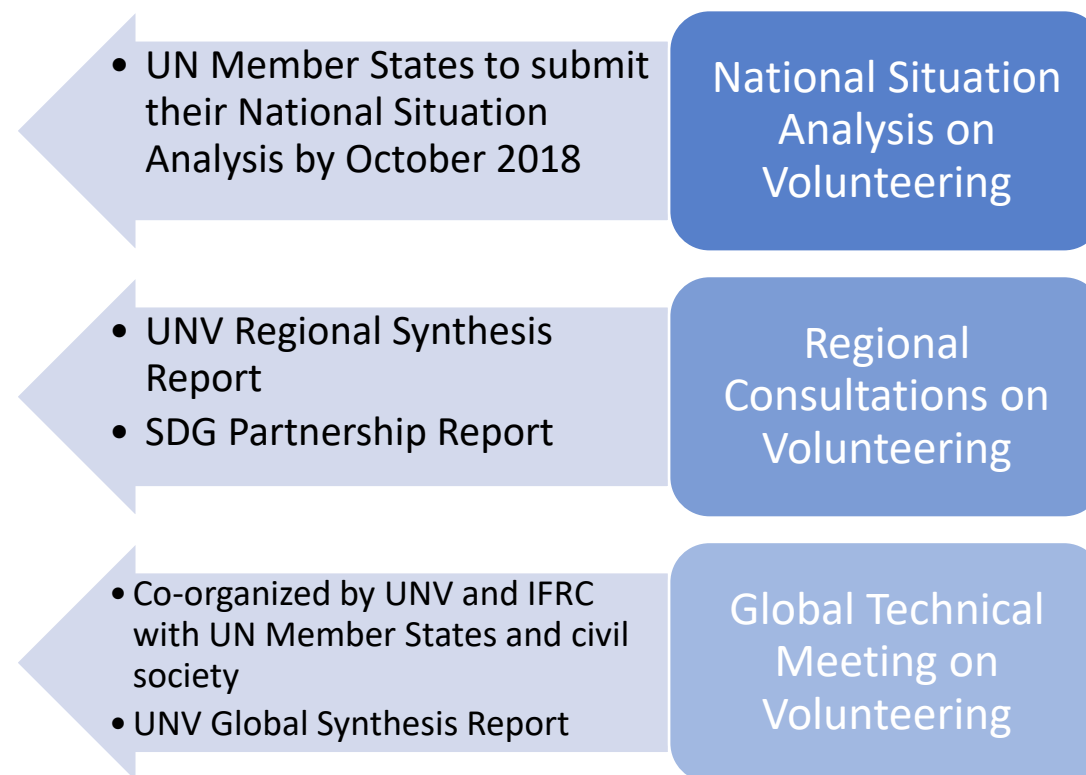 • UN Member States to submit
their National Situation
Analysis by October 2018
National Situation
Analysis on
Volunteering
• UNV Regional Synthesis
Report
• SDG Partnership Report
Regional
Consultations on
Volunteering
• Co-organized by UNV and IFRC
with UN Member States and civil
society
• UNV Global Synthesis Report
Global Technical
Meeting on
Volunteering